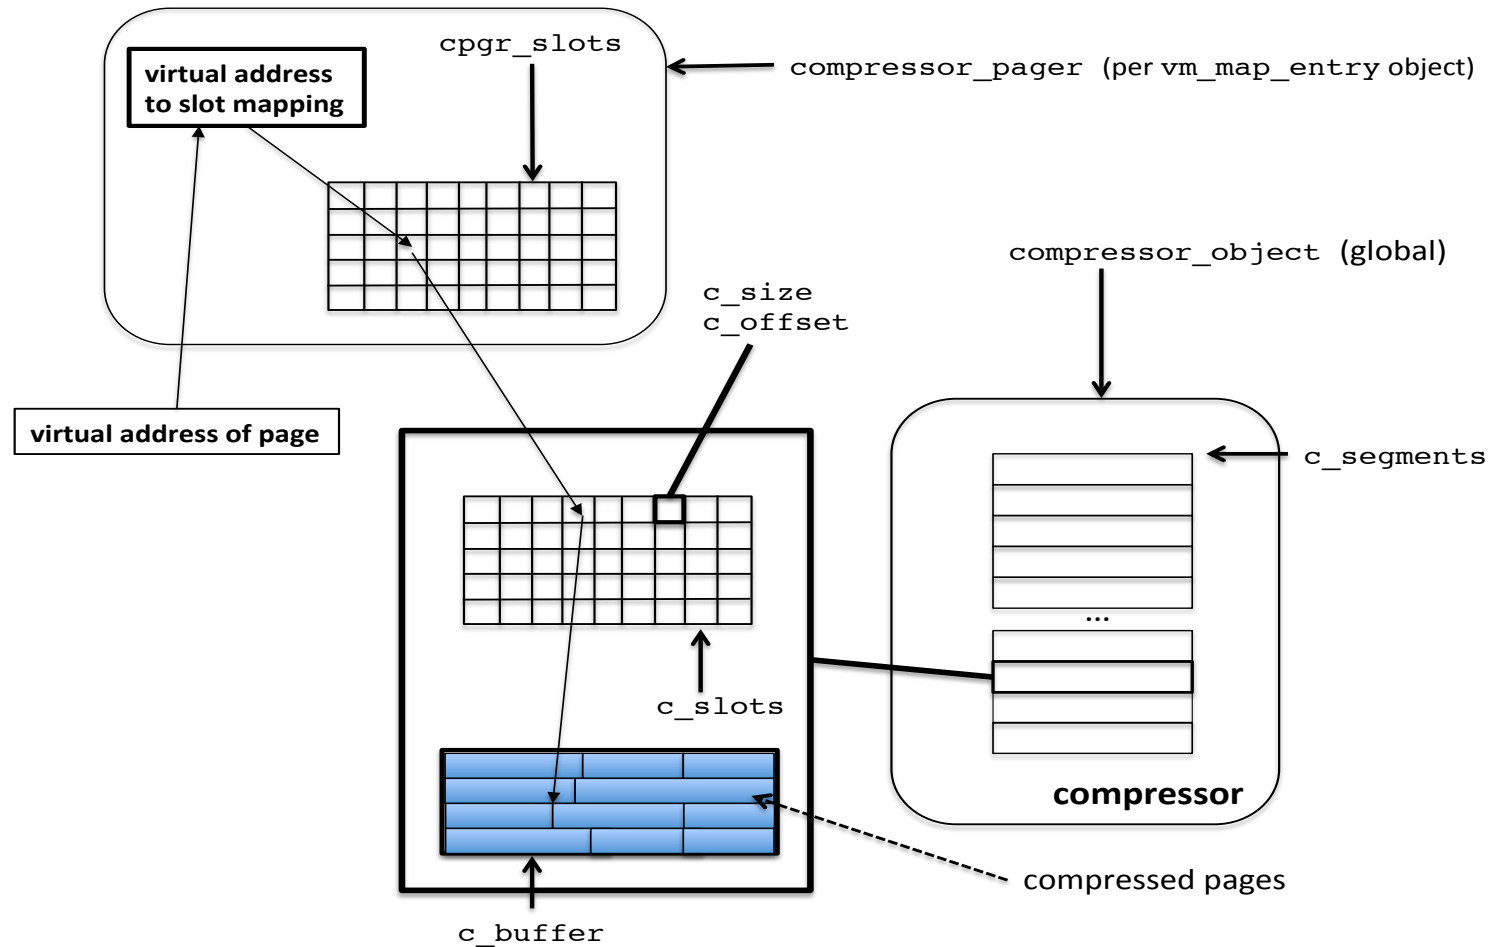 cpgr_slots
virtual address
to slot mapping
compressor_pager (per vm_map_entry object)
compressor_object (global)
c_size
c_offset
virtual address of page
c_segments
...
c_slots
compressor
compressed pages
c_buffer